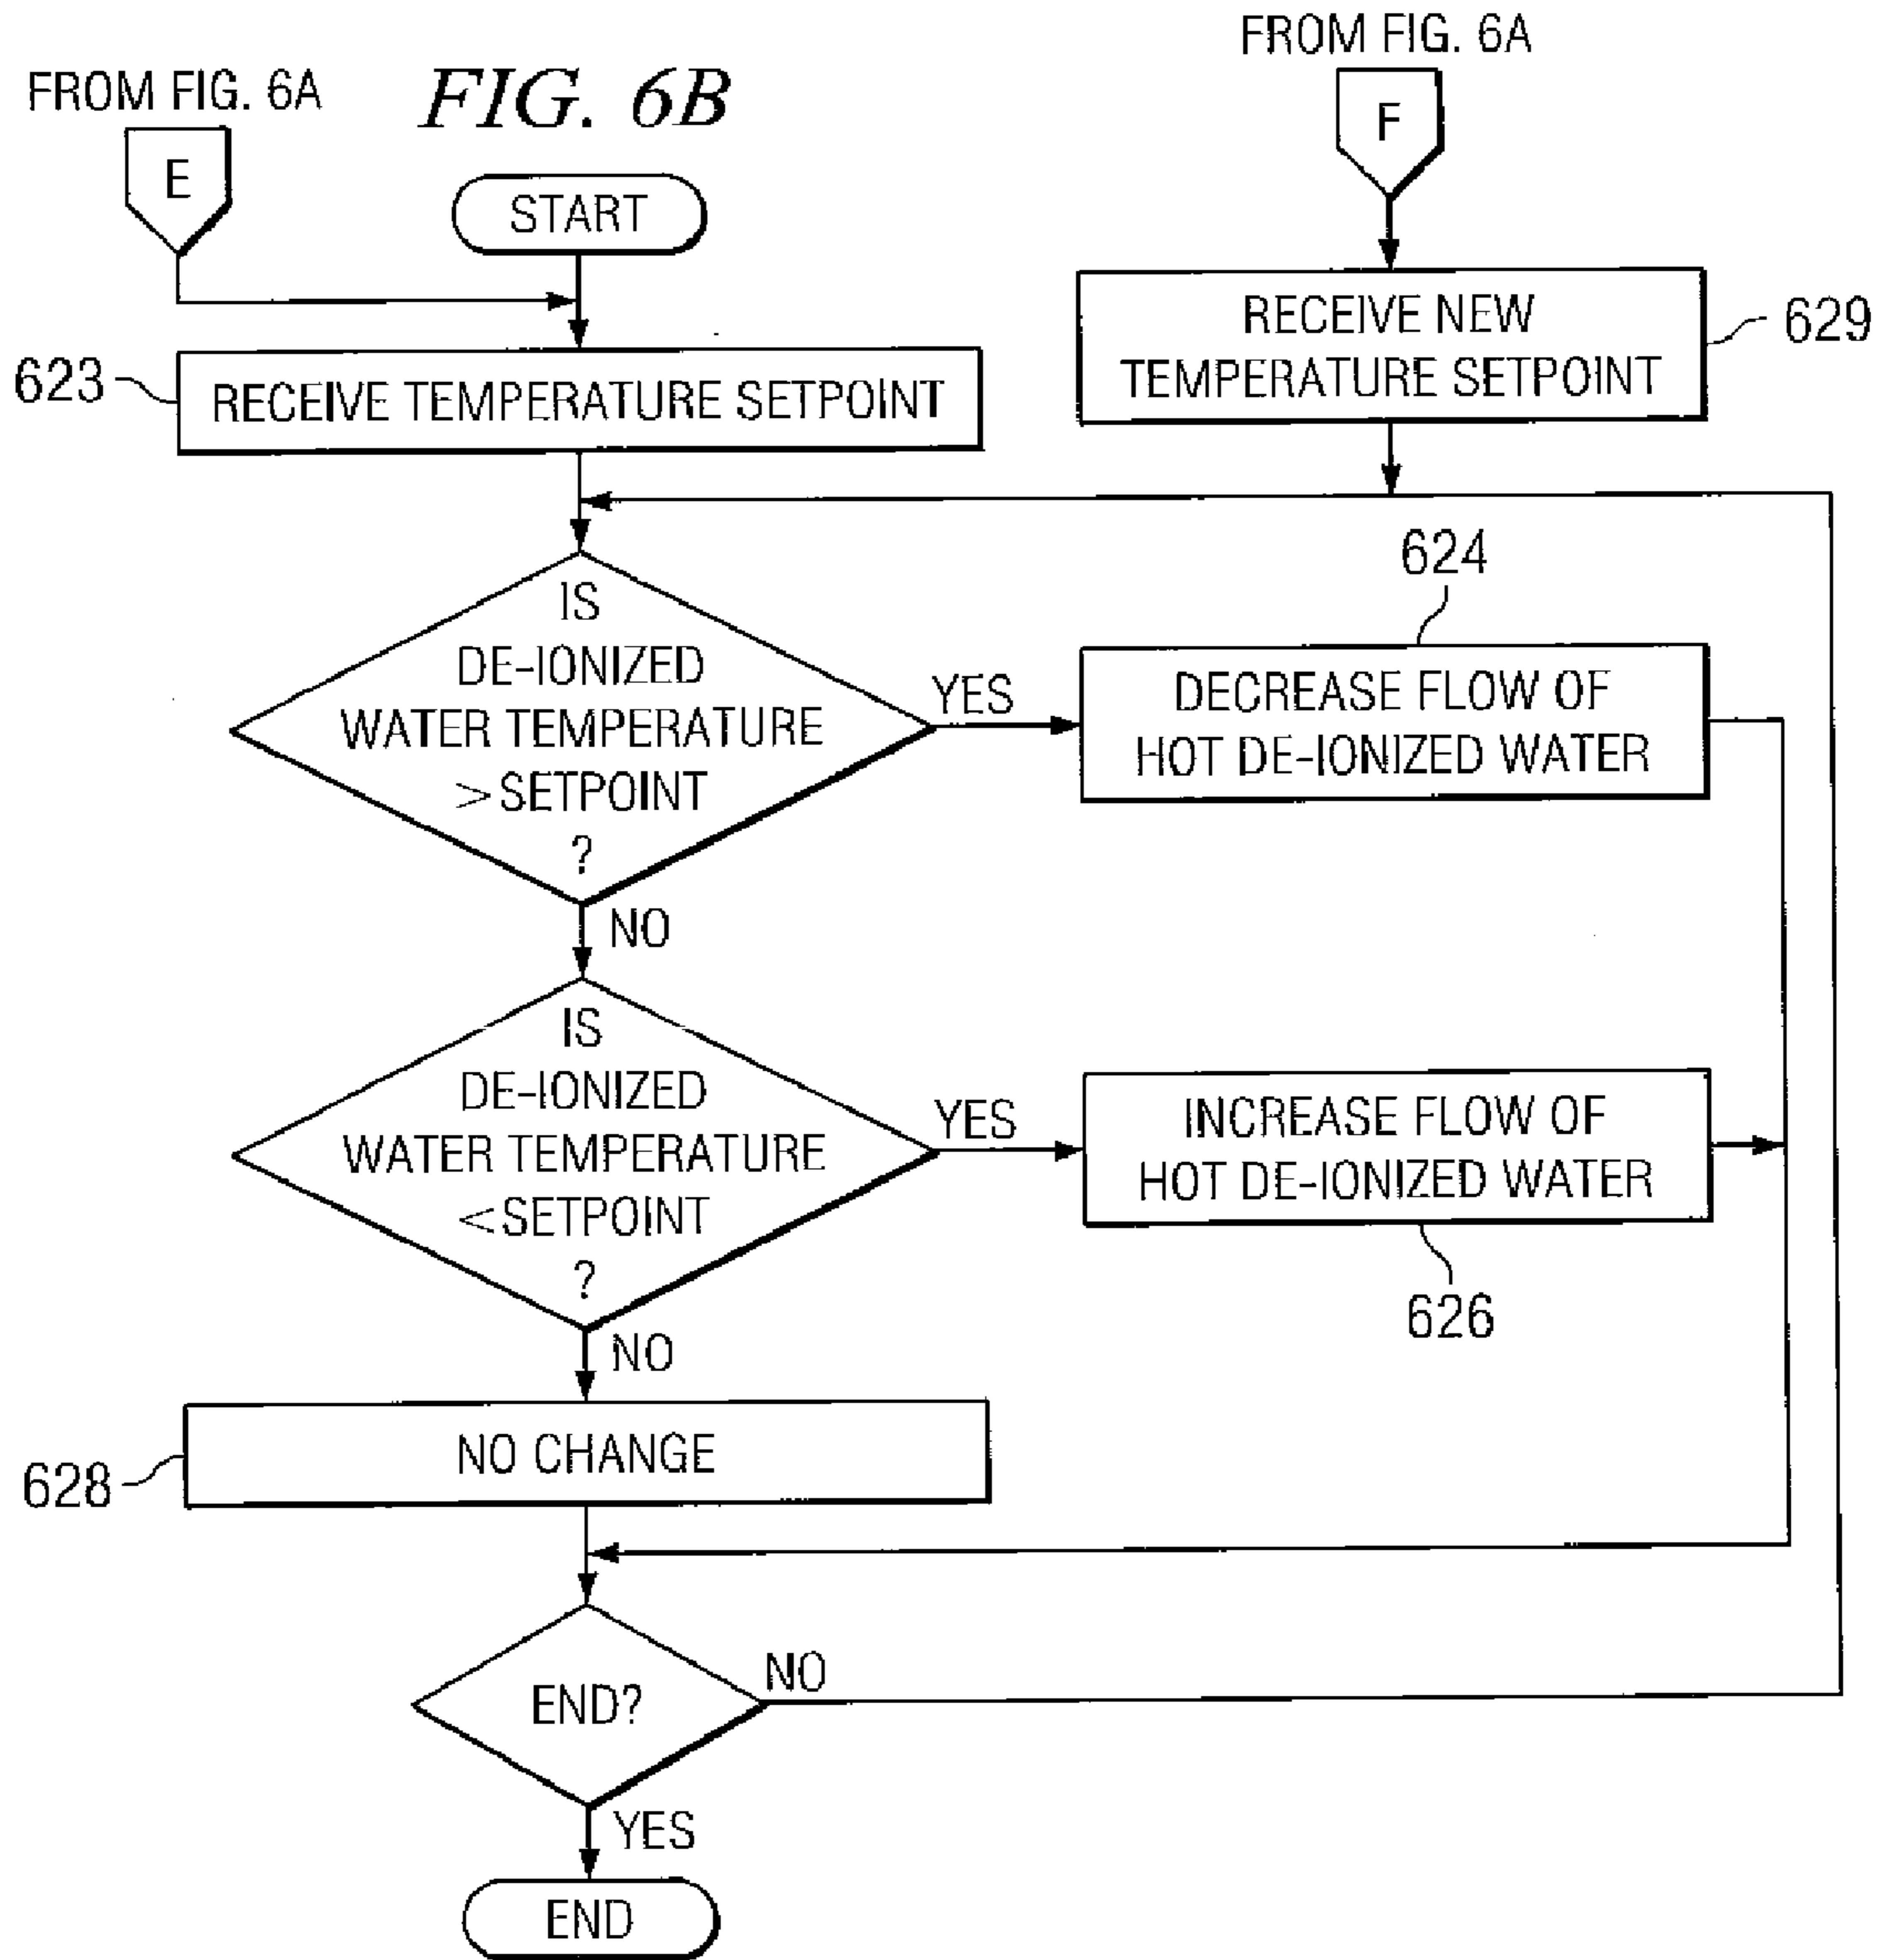 FROM FIG. 6A
FIG. 6B
FROM FIG. 6A
E
F
START
RECEIVE NEW
TEMPERATURE SETPOINT
629
623
RECEIVE TEMPERATURE SETPOINT
IS
DE-IONIZED
WATER TEMPERATURE
>SETPOINT
?
YES
624
DECREASE FLOW OF
HOT DE-IONIZED WATER
NO
IS
DE-IONIZED
WATER TEMPERATURE
<SETPOINT
?
YES
INCREASE FLOW OF
HOT DE-IONIZED WATER
626
NO
628
NO CHANGE
END?
NO
YES
END